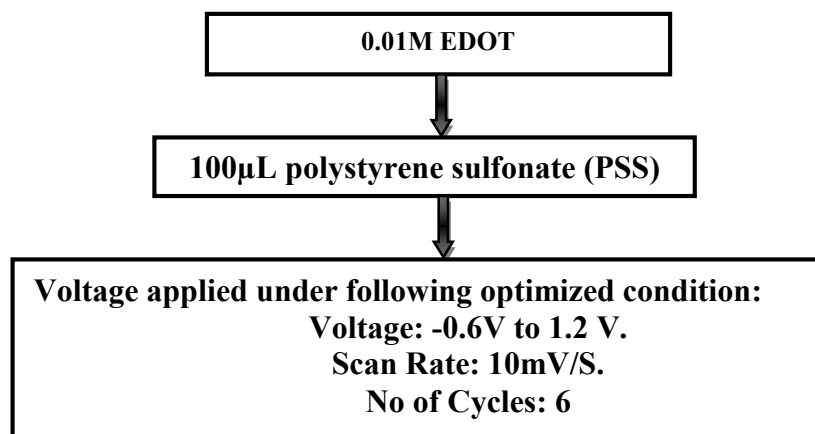 0.01M EDOT
100µL polystyrene sulfonate (PSS)
Voltage applied under following optimized condition:
Voltage: -0.6V to 1.2 V.
Scan Rate: 10mV/S.
No of Cycles: 6